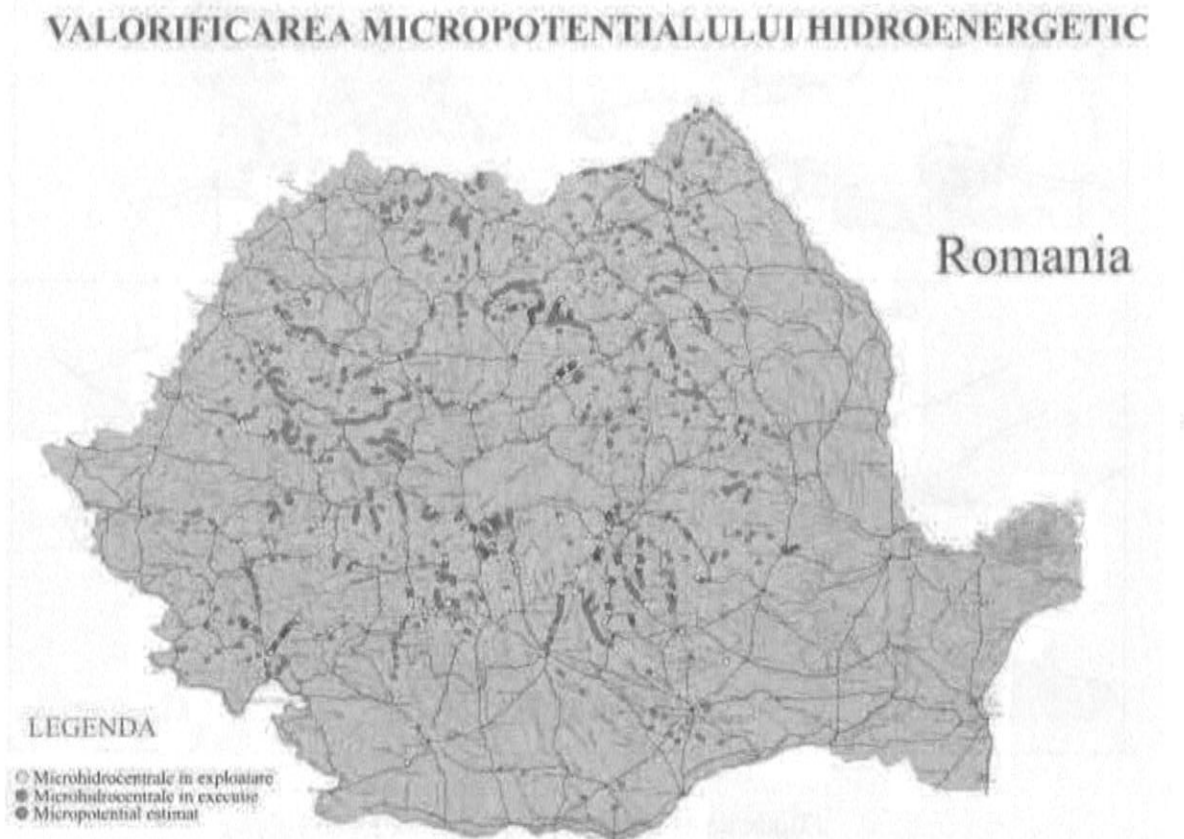 VALORIFICAREA MICROPOTENTIALULUI HIDROENERGETIC
Romania
LEGENDA
Microhidrocentrale in exploatare
Microhidrocentrale in executie
Micropotential estimat